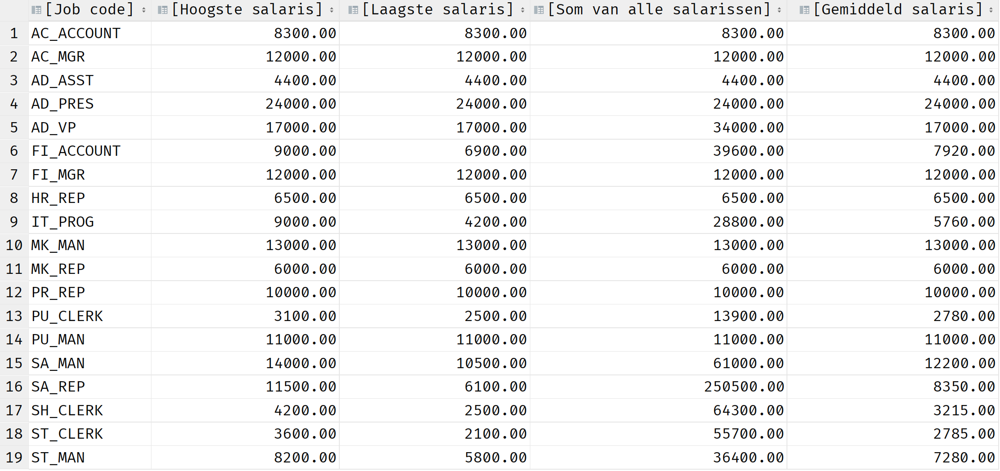 [Job code] [Hoogste salaris] [Laagste salaris] [Som van alle salarissen] [Gemiddeld salaris]
1 AC_ACCOUNT 8300.00 8300.00 8300.00 8300.00
2 AC_MGR 12000.00 12000.00 12000.00 12000.00
3 AD_ASST 4400.00 4400.00 4400.00 4400.00
4 AD_PRES 24000.00 24000.00 24000.00 24000.00
5 AD_VP 17000.00 17000.00 34000.00 17000.00
6 FI_ACCOUNT 9000.00 6900.00 39600.00 7920.00
7 FI_MGR 12000.00 12000.00 12000.00 12000.00
8 HR_REP 6500.00 6500.00 6500.00 6500.00
9 IT_PROG 9000.00 4200.00 28800.00 5760.00
10 MK_MAN 13000.00 13000.00 13000.00 13000.00
11 MK_REP 6000.00 6000.00 6000.00 6000.00
12 PR_REP 10000.00 10000.00 10000.00 10000.00
13 PU_CLERK 3100.00 2500.00 13900.00 2780.00
14 PU_MAN 11000.00 11000.00 11000.00 11000.00
15 SA_MAN 14000.00 10500.00 61000.00 12200.00
16 SA_REP 11500.00 6100.00 250500.00 8350.00
17 SH_CLERK 4200.00 2500.00 64300.00 3215.00
18 ST_CLERK 3600.00 2100.00 55700.00 2785.00
19 ST_MAN 8200.00 5800.00 36400.00 7280.00